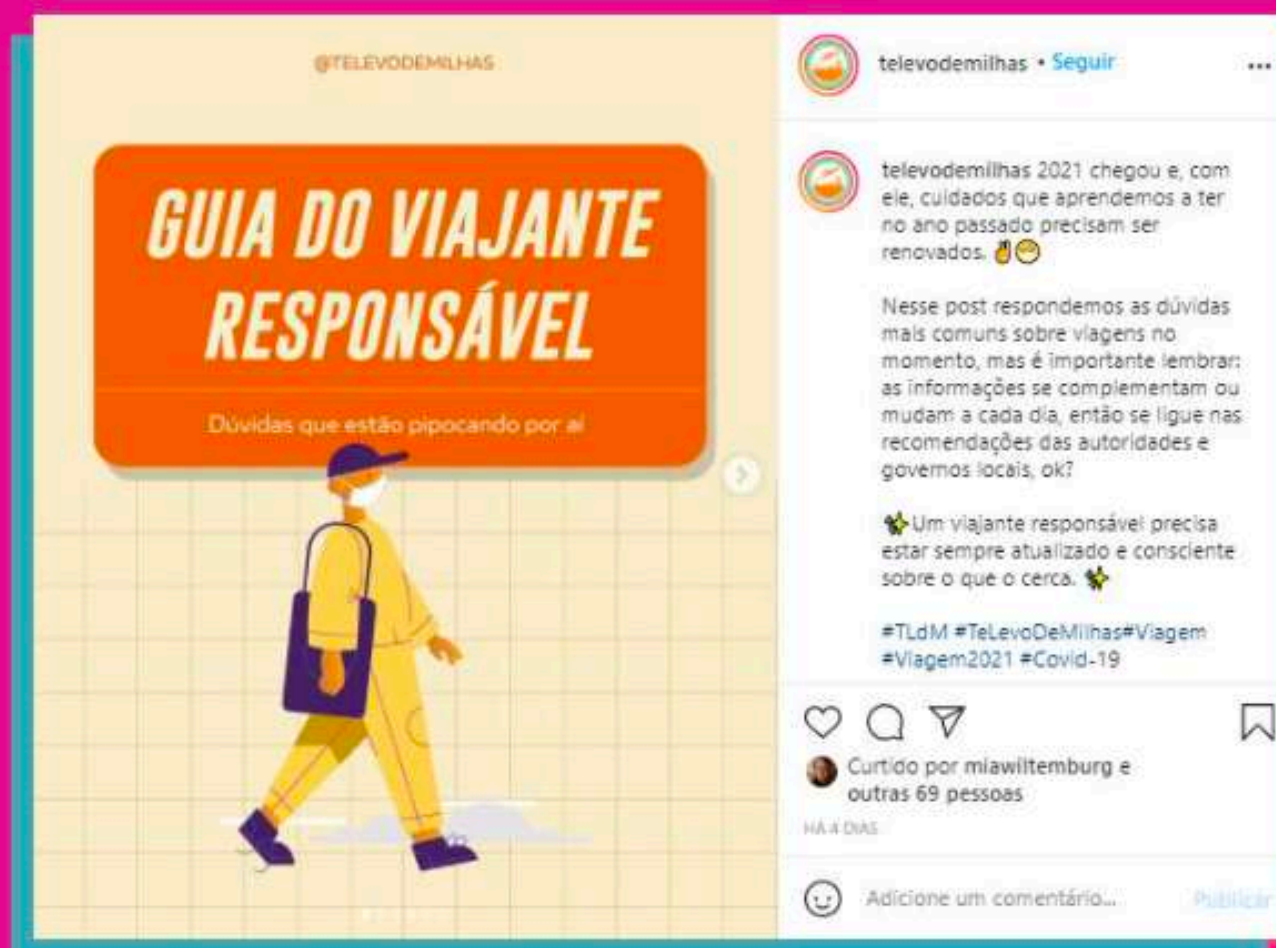 @TELEVODEMILHAS
GUIA DO VIAJANTE
RESPONSÁVEL
Dúvidas que estão pipocando por aí
televodemilhas • Seguir
televodemilhas 2021 chegou e, com
ele, cuidados que aprendemos a ter
no ano passado precisam ser
renovados. ✌😷
Nesse post respondemos as dúvidas
mais comuns sobre viagens no
momento, mas é importante lembrar:
as informações se complementam ou
mudam a cada dia, então se ligue nas
recomendações das autoridades e
governos locais, ok?
✨Um viajante responsável precisa
estar sempre atualizado e consciente
sobre o que o cerca. ✨
#TLdM #TeLevoDeMilhas#Viagem
#Viagem2021 #Covid-19
Curtido por miawiltemburg e
outras 69 pessoas
HÁ 4 DIAS
Adicione um comentário... Publicar